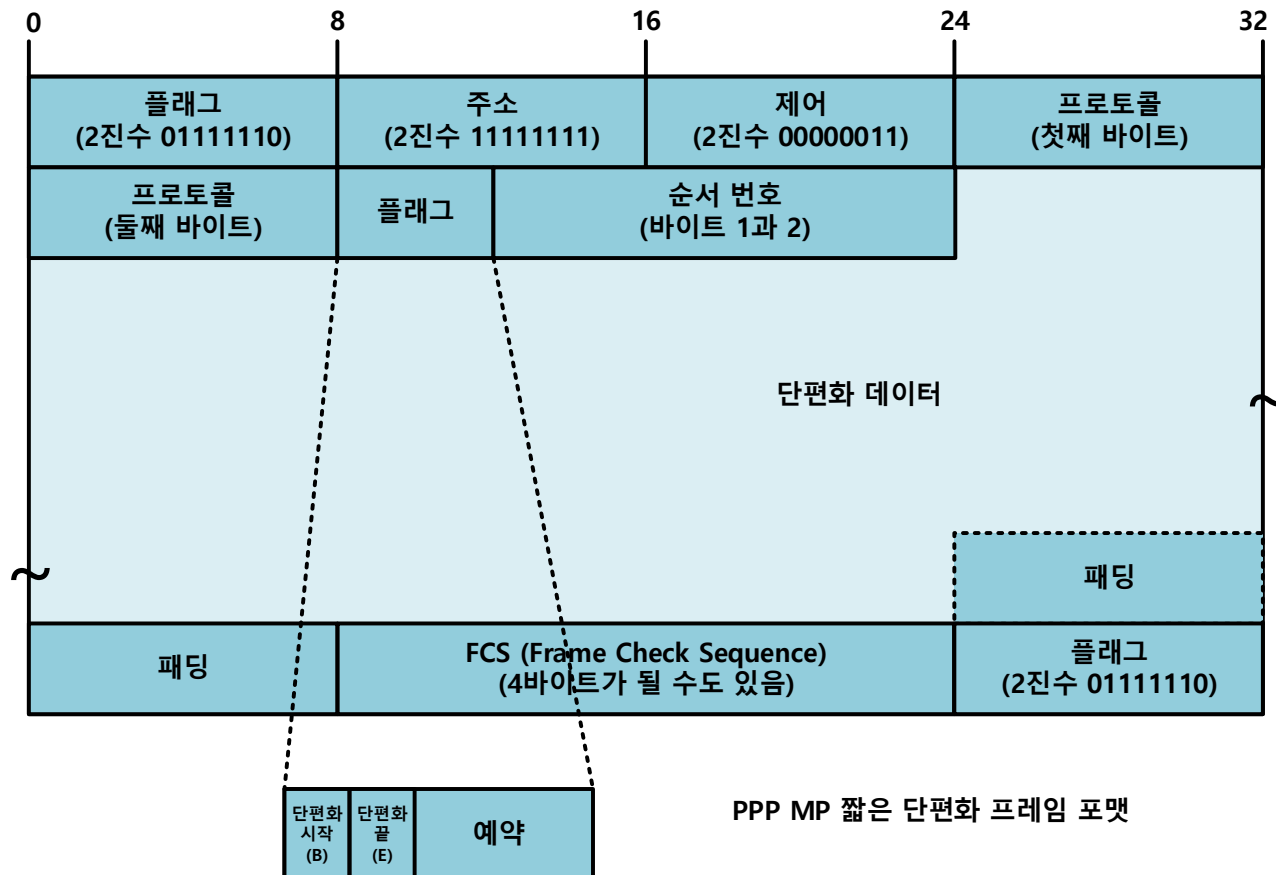 0 8 16 24 32
플래그
(2진수 01111110)
주소
(2진수 11111111)
제어
(2진수 00000011)
프로토콜
(첫째 바이트)
프로토콜
(둘째 바이트)
플래그
순서 번호
(바이트 1과 2)
단편화 데이터
패딩
패딩
FCS (Frame Check Sequence)
(4바이트가 될 수도 있음)
플래그
(2진수 01111110)
단편화
시작
(B)
단편화
끝
(E)
예약
PPP MP 짧은 단편화 프레임 포맷